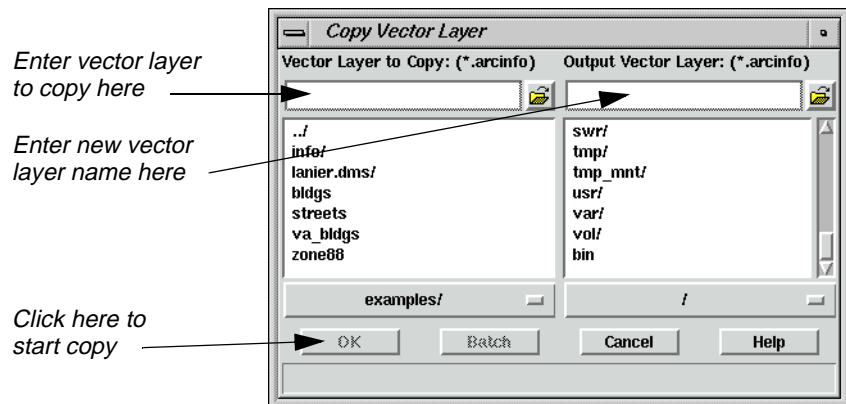 Copy Vector Layer
Enter vector layer
to copy here
Vector Layer to Copy: (*.arcinfo)
Output Vector Layer: (*.arcinfo)
Enter new vector
layer name here
../
info/
lanier.dms/
bldgs
streets
va_bldgs
zone88
swr/
tmp/
tmp_mnt/
usr/
var/
vol/
bin
examples/
/
Click here to
start copy
OK
Batch
Cancel
Help